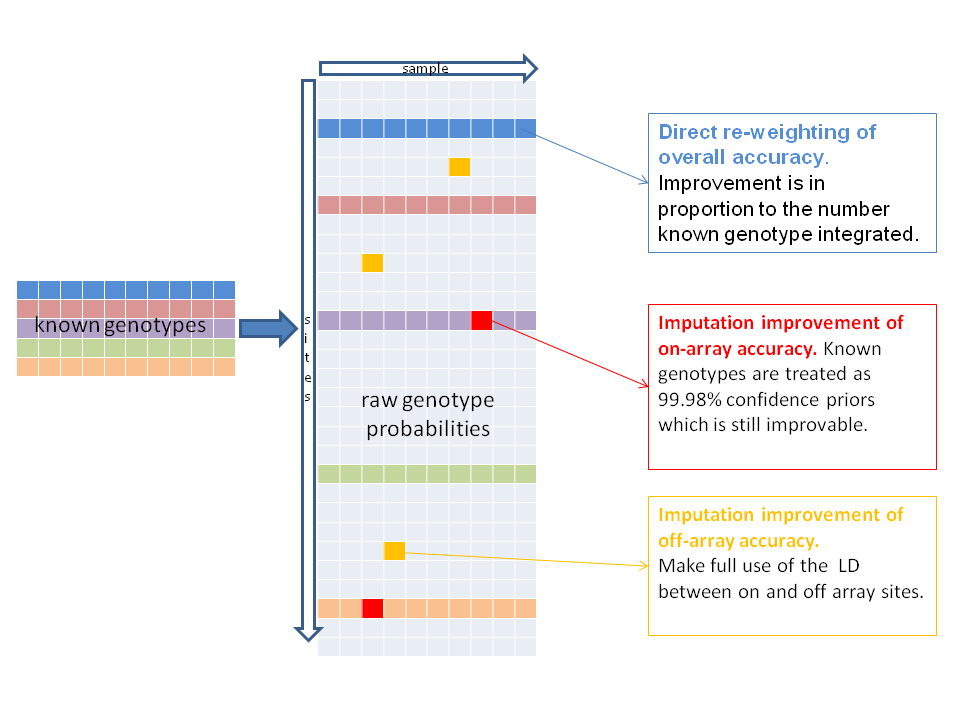 sample
Direct re-weighting of
overall accuracy.
Improvement is in
proportion to the number
known genotype integrated.
known genotypes
sites
Imputation improvement of
on-array accuracy. Known
genotypes are treated as
99.98% confidence priors
which is still improvable.
raw genotype
probabilities
Imputation improvement of
off-array accuracy.
Make full use of the  LD
between on and off array sites.